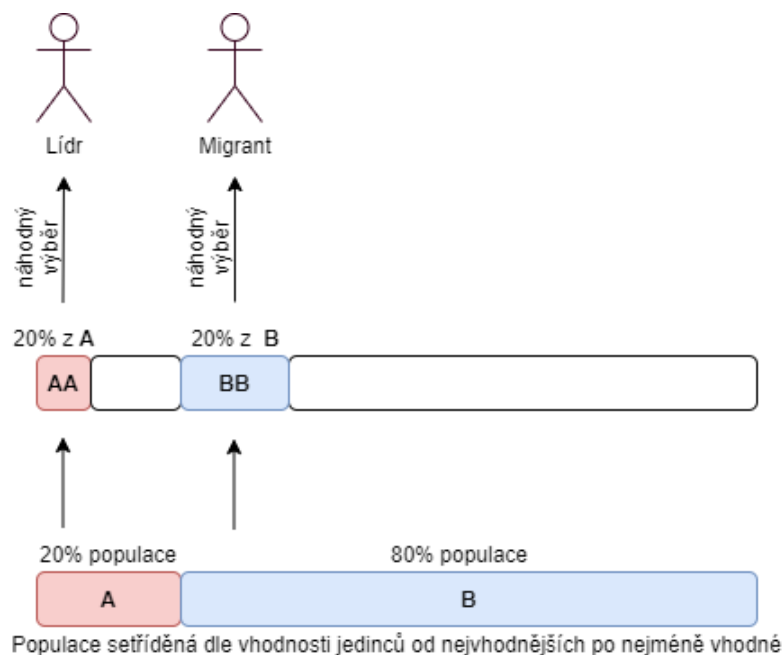 Lídr
Migrant
náhodný
výběr
náhodný
výběr
20% z A
20% z B
AA
BB
20% populace
80% populace
A
B
Populace setříděná dle vhodnosti jedinců od nejvhodnějších po nejméně vhodné